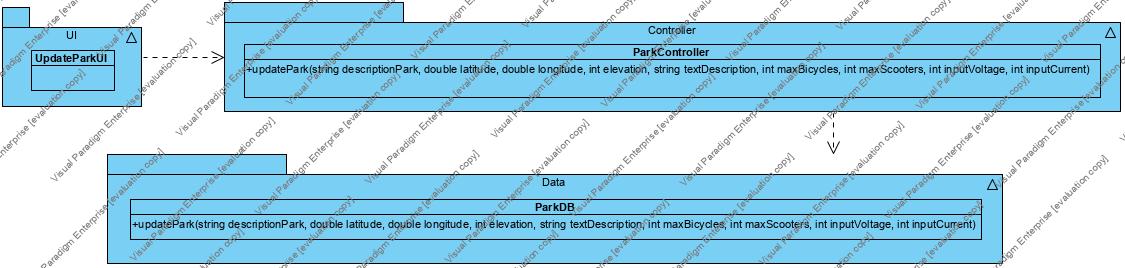 UI
UpdateParkUI
Controller
ParkController
+updatePark(string descriptionPark, double latitude, double longitude, int elevation, string textDescription, int maxBicycles, int maxScooters, int inputVoltage, int inputCurrent)
Data
ParkDB
+updatePark(string descriptionPark, double latitude, double longitude, int elevation, string textDescription, int maxBicycles, int maxScooters, int inputVoltage, int inputCurrent)
Visual Paradigm Enterprise [evaluation copy]